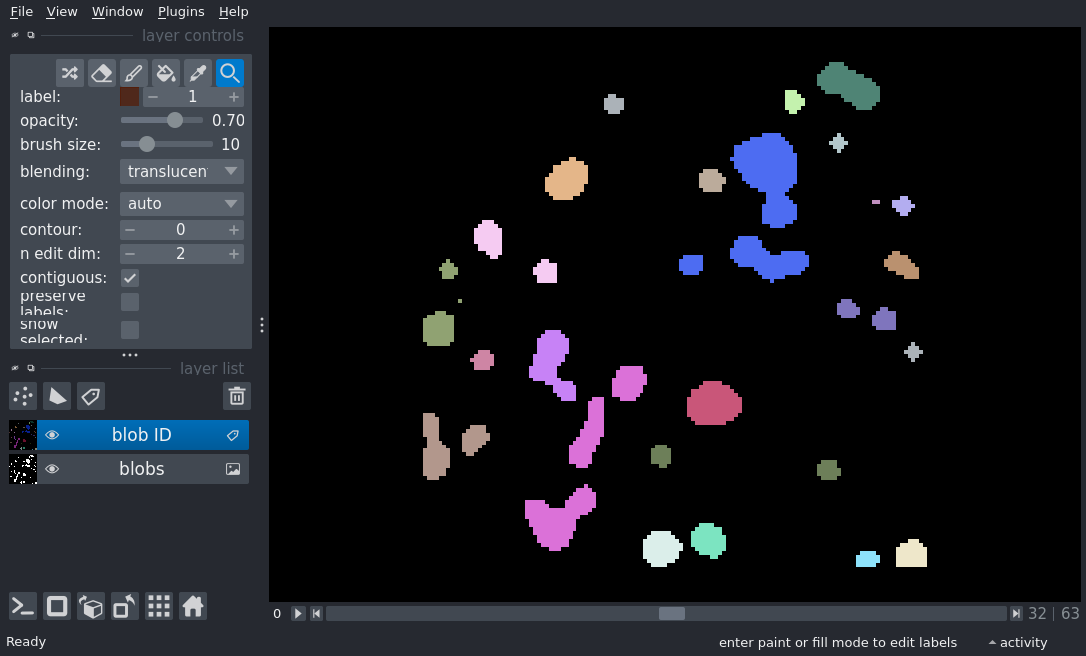 File View Window Plugins Help
layer controls
label: 1
opacity: 0.70
brush size: 10
blending: translucen
color mode: auto
contour: 0
n edit dim: 2
contiguous:
preserve
labels:
show
selected:
layer list
blob ID
blobs
0 32 | 63
Ready enter paint or fill mode to edit labels activity